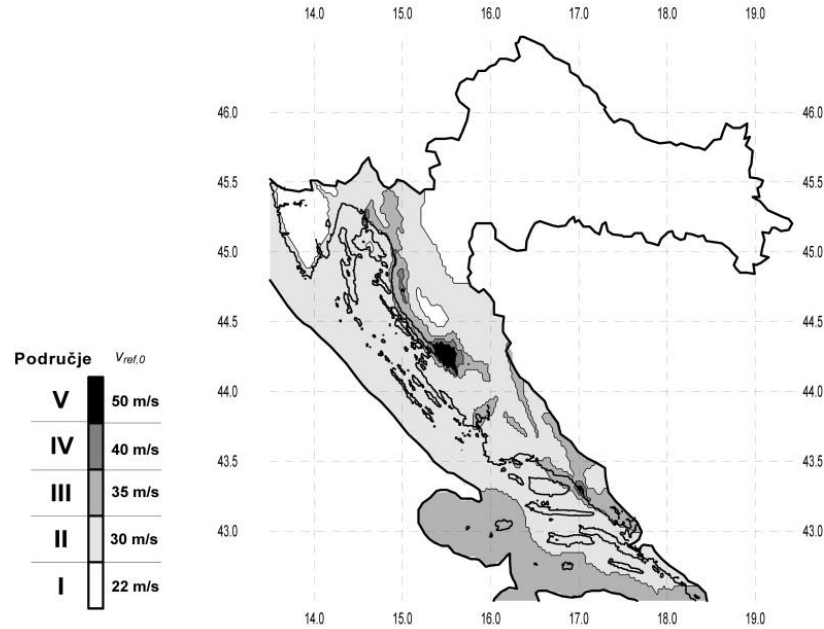 14.0 15.0 16.0 17.0 18.0 19.0
46.0 46.0
45.5 45.5
45.0 45.0
44.5 44.5
44.0 44.0
43.5 43.5
43.0 43.0
14.0 15.0 16.0 17.0 18.0 19.0
Područje Vref,0
V 50 m/s
IV 40 m/s
III 35 m/s
II 30 m/s
I 22 m/s